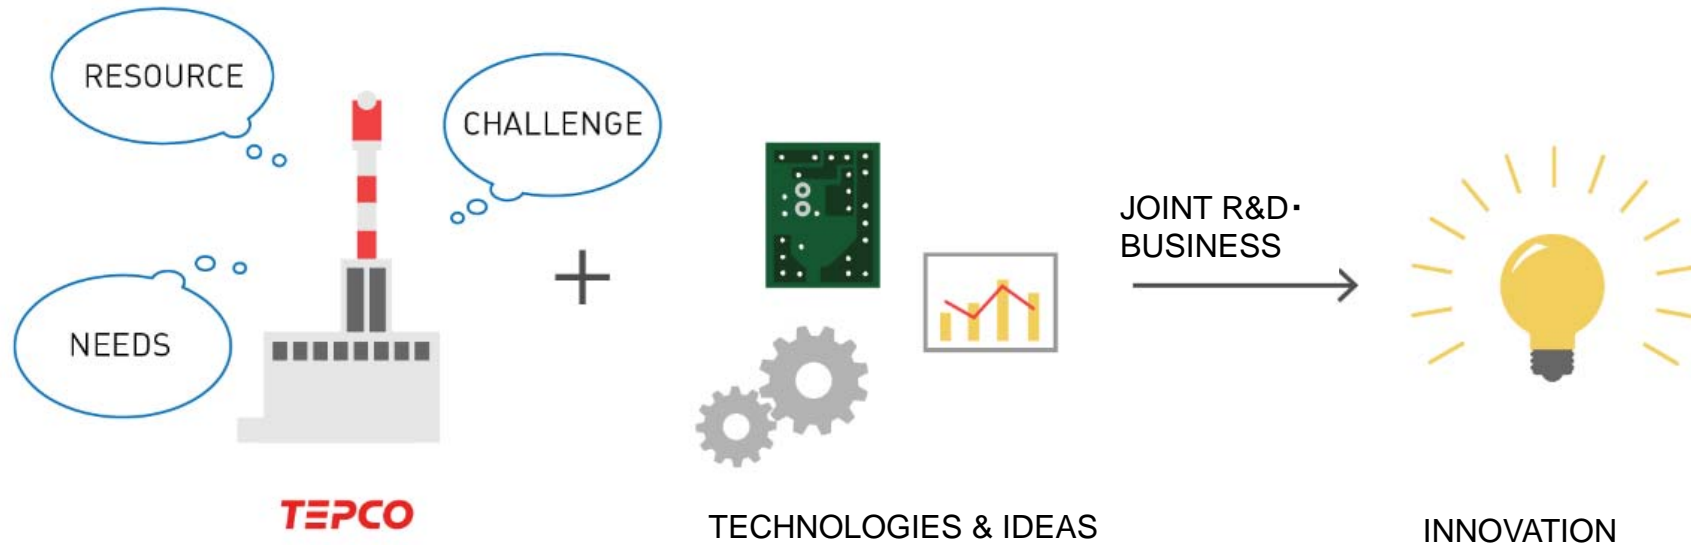 RESOURCE
CHALLENGE
NEEDS
JOINT R&D・
BUSINESS
TEPCO
TECHNOLOGIES & IDEAS
INNOVATION